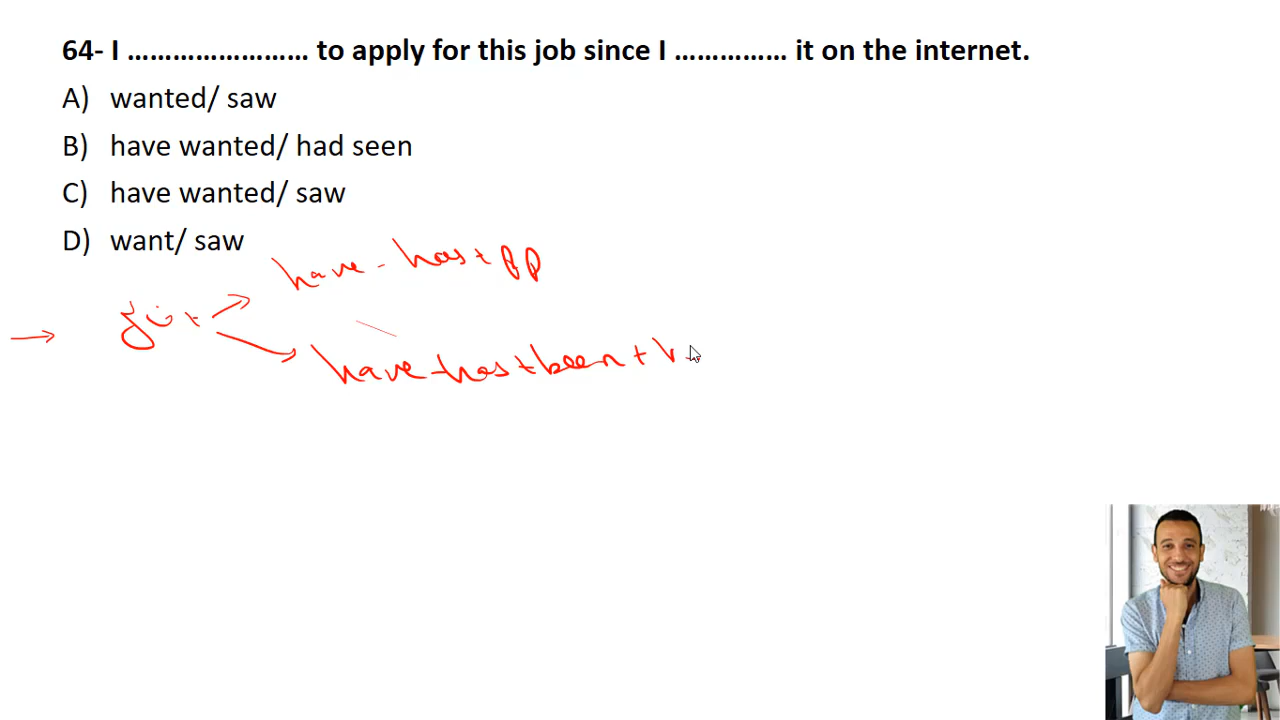 64- I ........................ to apply for this job since I ............... it on the internet.
A) wanted/ saw
B) have wanted/ had seen
C) have wanted/ saw
D) want/ saw
have - has + pp
have - has + been + v